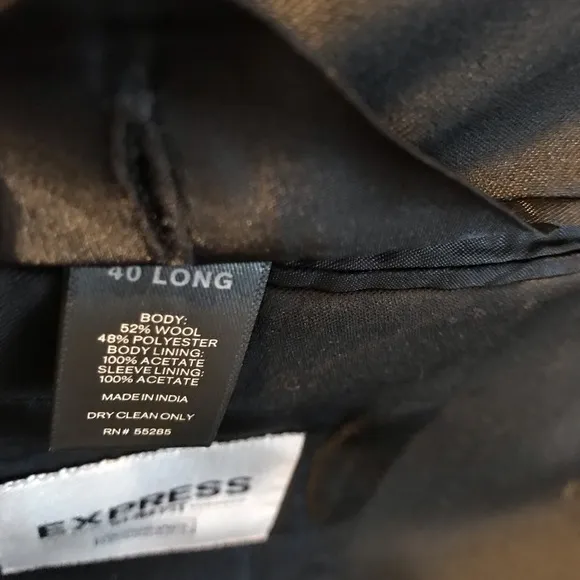 40 LONG
BODY:
52% WOOL
48% POLYESTER
BODY LINING:
100% ACETATE
SLEEVE LINING:
100% ACETATE
MADE IN INDIA
DRY CLEAN ONLY
RN# 55285
EXPRESS